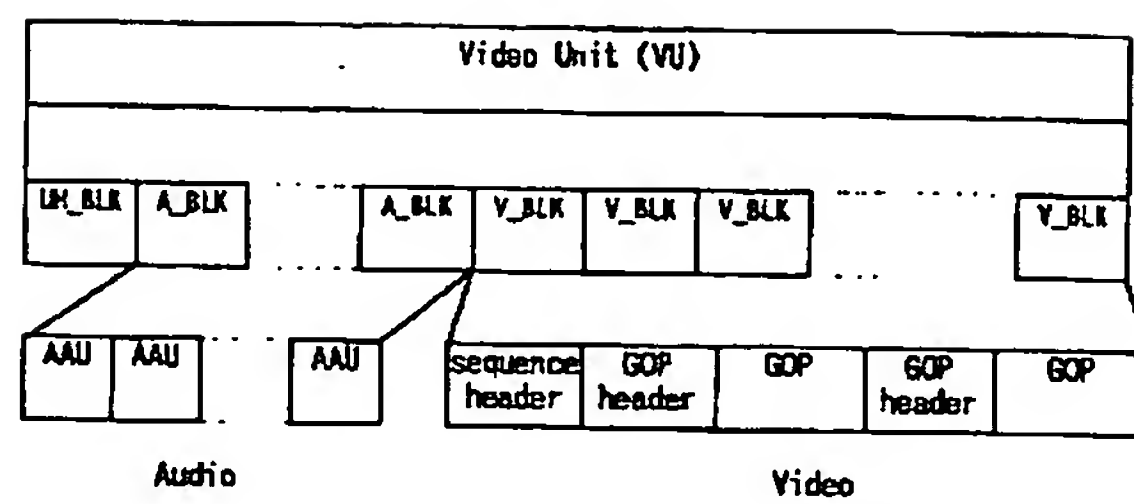 Video Unit (VU)
UH_BLK A_BLK A_BLK V_BLK V_BLK V_BLK V_BLK
AAU AAU AAU sequence header GOP header GOP GOP header GOP
Audio Video